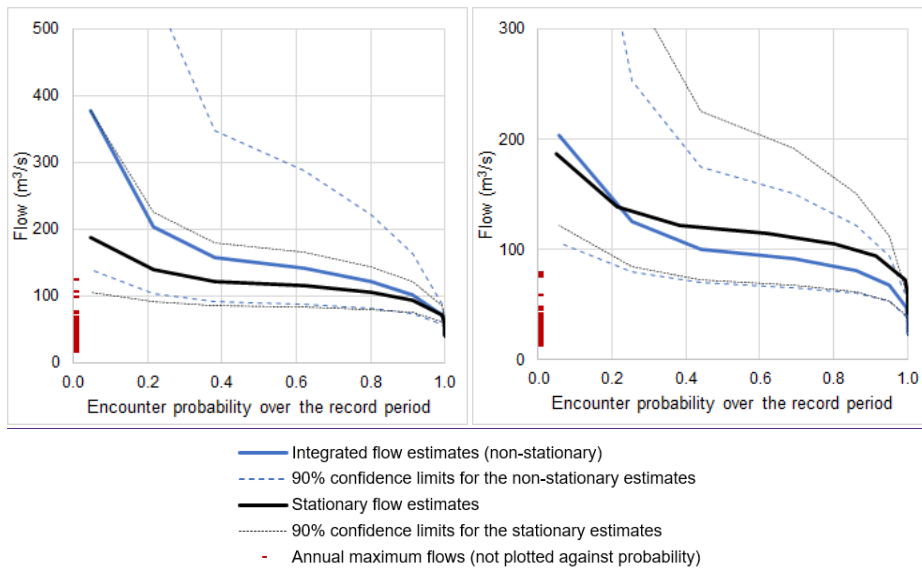 500
400
300
200
100
0
Flow (m³/s)
0.0 0.2 0.4 0.6 0.8 1.0
Encounter probability over the record period
300
200
100
0
Flow (m³/s)
0.0 0.2 0.4 0.6 0.8 1.0
Encounter probability over the record period
Integrated flow estimates (non-stationary)
90% confidence limits for the non-stationary estimates
Stationary flow estimates
90% confidence limits for the stationary estimates
Annual maximum flows (not plotted against probability)